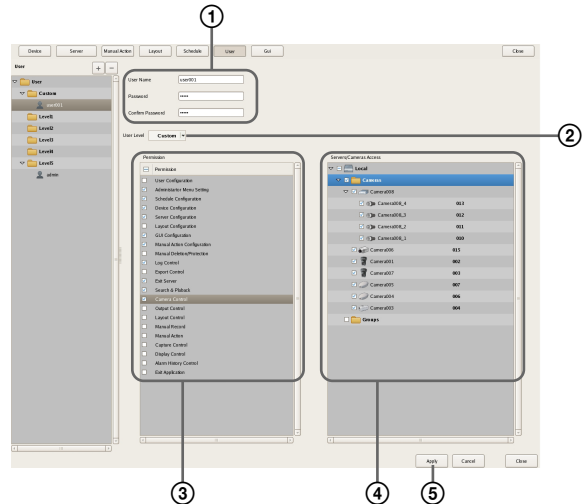 1
Device Server Manual Action Layout Schedule User Gui Close
User + −
User
Custom
user001
Level1
Level2
Level3
Level4
Level5
admin
User Name user001
Password •••••
Confirm Password •••••
User Level Custom
2
Permission
Permission
User Configuration
Administrator Menu Setting
Schedule Configuration
Device Configuration
Server Configuration
Layout Configuration
GUI Configuration
Manual Action Configuration
Manual Deletion/Protection
Log Control
Export Control
Exit Server
Search & Plaback
Camera Control
Output Control
Layout Control
Manual Record
Manual Action
Capture Control
Display Control
Alarm History Control
Exit Application
Servers/Cameras Access
Local
Cameras
Camera008
Camera008_4 013
Camera008_3 012
Camera008_2 011
Camera008_1 010
Camera006 015
Camera001 002
Camera007 003
Camera005 007
Camera004 006
Camera003 004
Groups
Apply Cancel Close
3
4
5